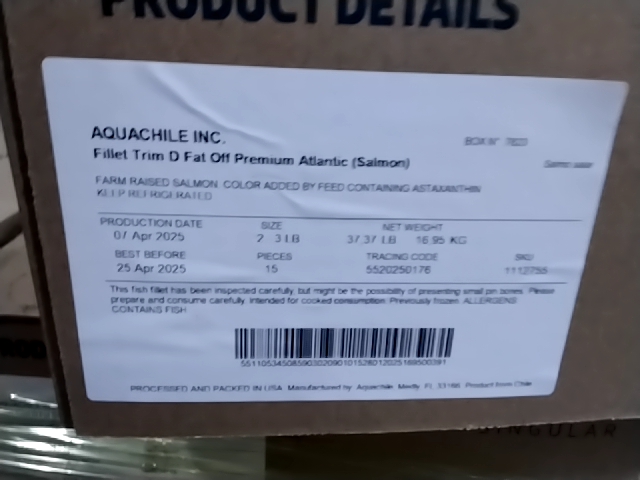 PRODUCT DETAILS
AQUACHILE INC.
BOX N° 7823
Fillet Trim D Fat Off Premium Atlantic (Salmon)
FARM RAISED SALMON. COLOR ADDED BY FEED CONTAINING ASTAXANTHIN
KEEP REFRIGERATED
PRODUCTION DATE SIZE NET WEIGHT
07 Apr 2025 2 3 LB 37.37 LB 16.95 KG
BEST BEFORE PIECES TRACING CODE SKU
25 Apr 2025 15 5520250176 1112755
This fish fillet has been inspected carefully, but might be the possibility of presenting small pin bones. Please
prepare and consume carefully. Intended for cooked consumption. Previously frozen. ALLERGENS
CONTAINS FISH
PROCESSED AND PACKED IN USA. Manufactured by Aquachile. Medly, FL 33166. Product from Chile
SINGULAR